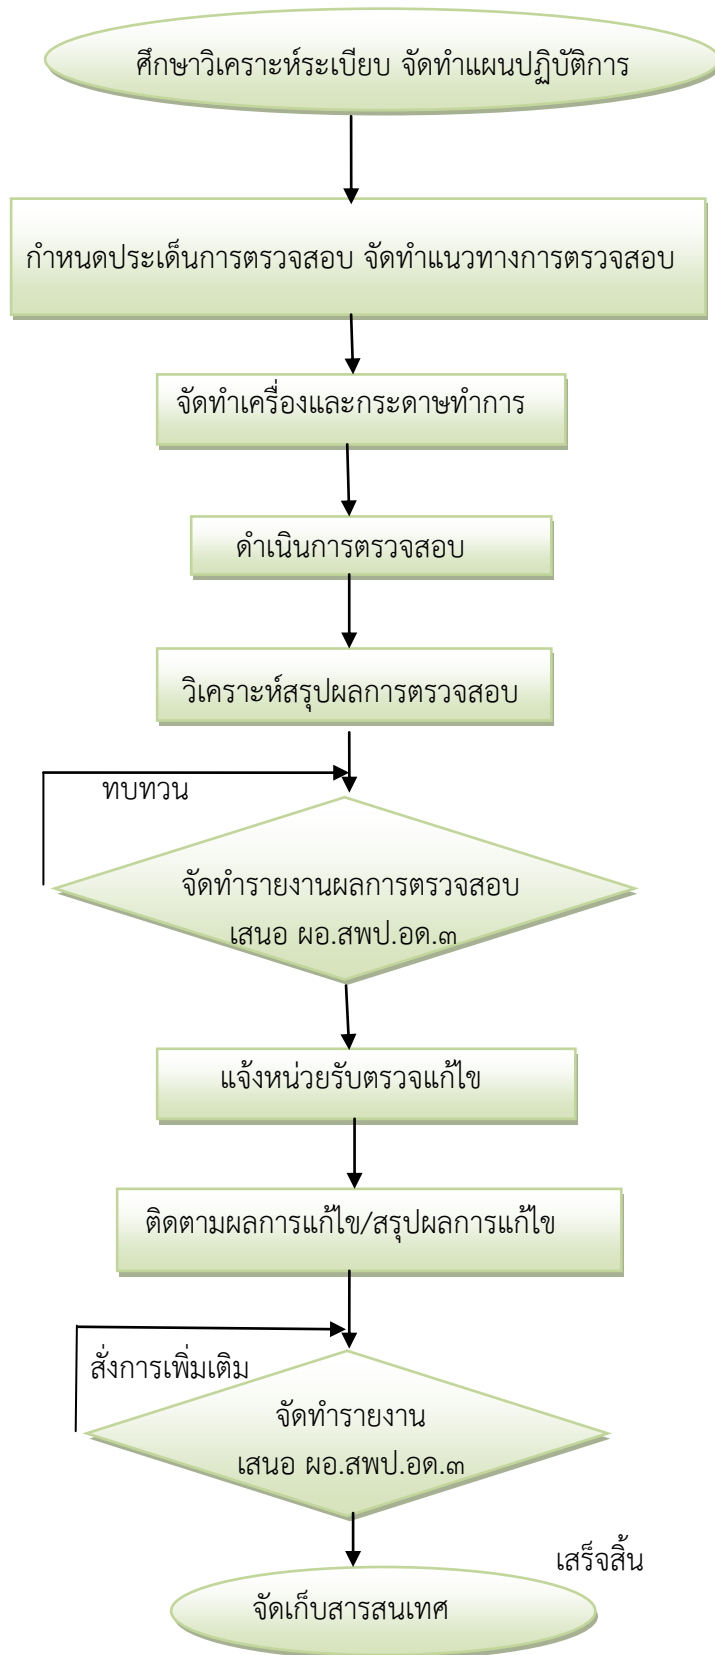 ศึกษาวิเคราะห์ระเบียบ จัดทำแผนปฏิบัติการ
กำหนดประเด็นการตรวจสอบ จัดทำแนวทางการตรวจสอบ
จัดทำเครื่องและกระดาษทำการ
ดำเนินการตรวจสอบ
วิเคราะห์สรุปผลการตรวจสอบ
ทบทวน
จัดทำรายงานผลการตรวจสอบ
เสนอ ผอ.สพป.อด.๓
แจ้งหน่วยรับตรวจแก้ไข
ติดตามผลการแก้ไข/สรุปผลการแก้ไข
สั่งการเพิ่มเติม
จัดทำรายงาน
เสนอ ผอ.สพป.อด.๓
เสร็จสิ้น
จัดเก็บสารสนเทศ